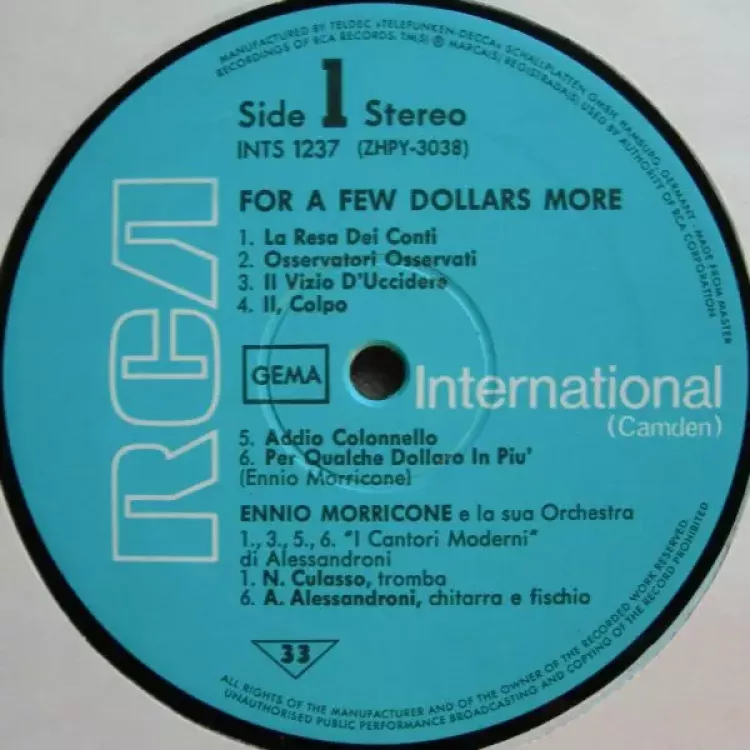 MANUFACTURED BY TELDEC »TELEFUNKEN-DECCA« SCHALLPLATTEN GMBH, HAMBURG, GERMANY · MADE FROM MASTER
RECORDINGS OF RCA RECORDS, TM(S) ® MARCA(S) REGISTRADA(S) USED BY AUTHORITY OF RCA CORPORATION
Side 1 Stereo
INTS 1237 (ZHPY-3038)
RCA
FOR A FEW DOLLARS MORE
1. La Resa Dei Conti
2. Osservatori Osservati
3. Il Vizio D'Uccidere
4. Il, Colpo
GEMA
International
(Camden)
5. Addio Colonnello
6. Per Qualche Dollaro In Piu'
(Ennio Morricone)
ENNIO MORRICONE e la sua Orchestra
1., 3., 5., 6. "I Cantori Moderni"
di Alessandroni
1. N. Culasso, tromba
6. A. Alessandroni, chitarra e fischio
33
ALL RIGHTS OF THE MANUFACTURER AND OF THE OWNER OF THE RECORDED WORK RESERVED.
UNAUTHORISED PUBLIC PERFORMANCE BROADCASTING AND COPYING OF THE RECORD PROHIBITED